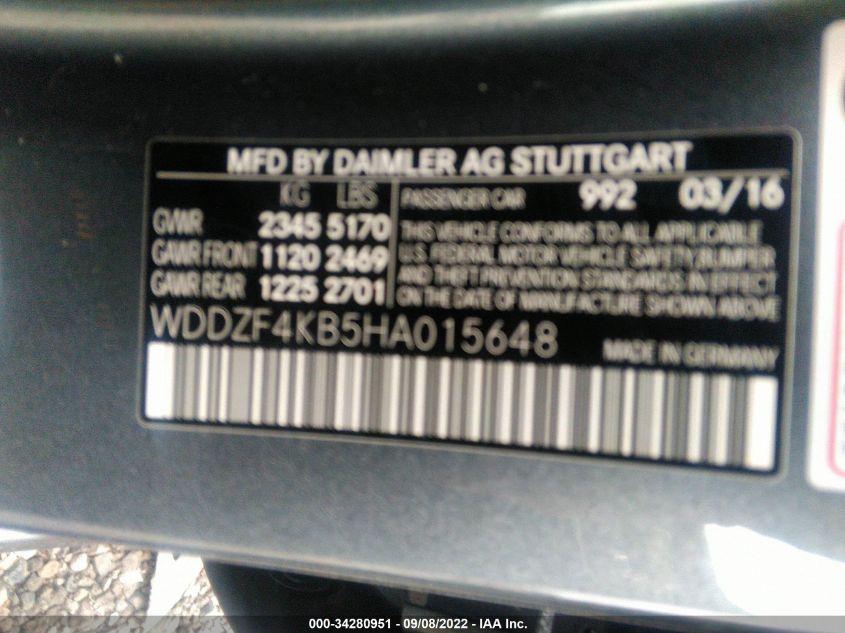 MFD BY DAIMLER AG STUTTGART
KG LBS
GVWR 2345 5170
GAWR FRONT 1120 2469
GAWR REAR 1225 2701
PASSENGER CAR 992 03/16
THIS VEHICLE CONFORMS TO ALL APPLICABLE
U.S. FEDERAL MOTOR VEHICLE SAFETY, BUMPER
AND THEFT PREVENTION STANDARDS IN EFFECT
ON THE DATE OF MANUFACTURE SHOWN ABOVE
WDDZF4KB5HA015648
MADE IN GERMANY
000-34280951 - 09/08/2022 - IAA Inc.